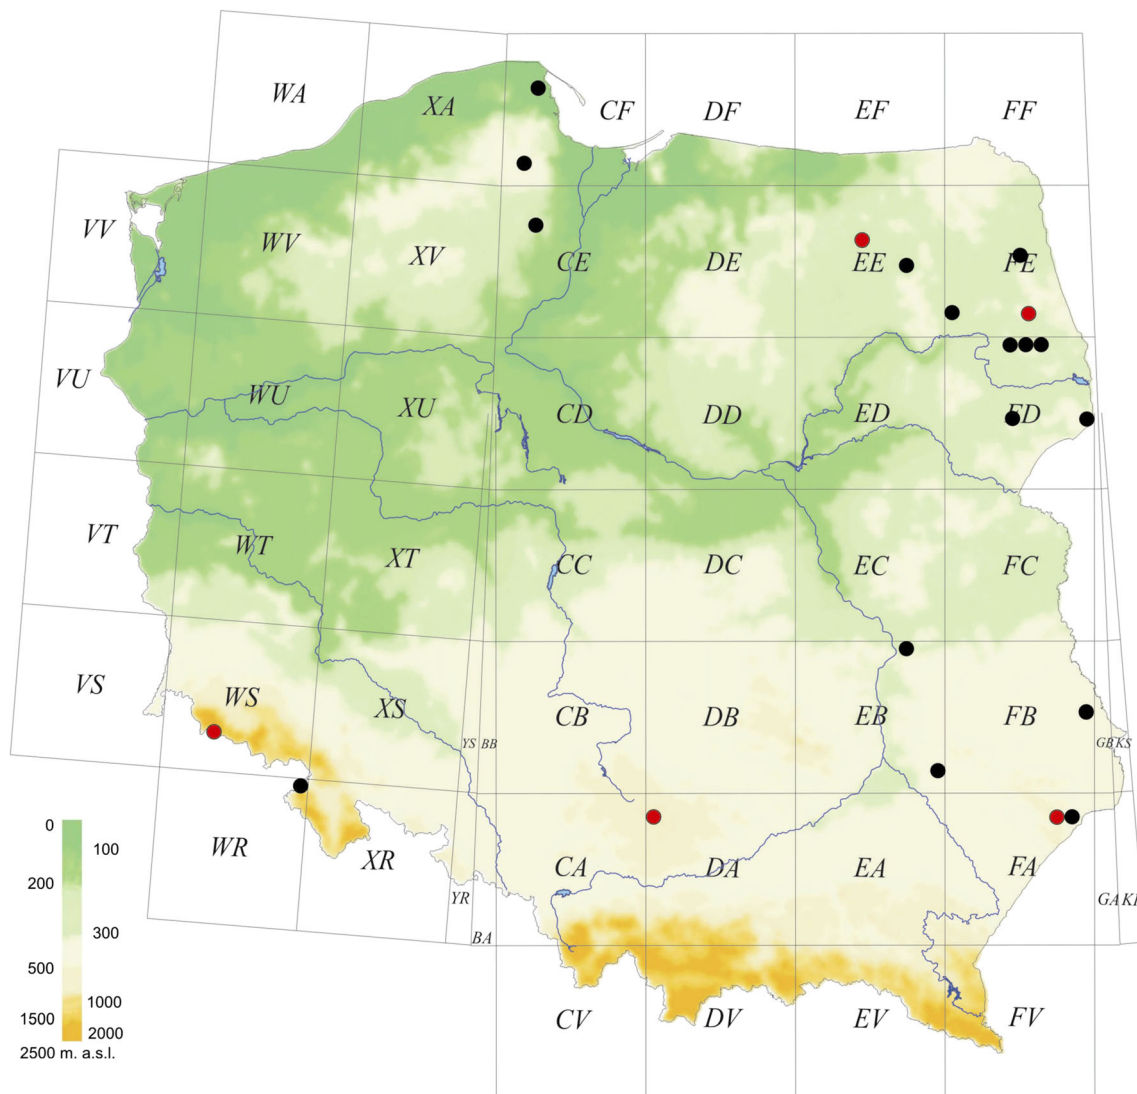 WA
XA
CF
DF
EF
FF
VV
WV
XV
CE
DE
EE
FE
VU
WU
XU
CD
DD
ED
FD
VT
WT
XT
CC
DC
EC
FC
VS
WS
XS
YS
BB
CB
DB
EB
FB
GB
KS
WR
XR
YR
BA
CA
DA
EA
FA
GA
CV
DV
EV
FV
0
100
200
300
500
1000
1500
2000
2500 m. a.s.l.